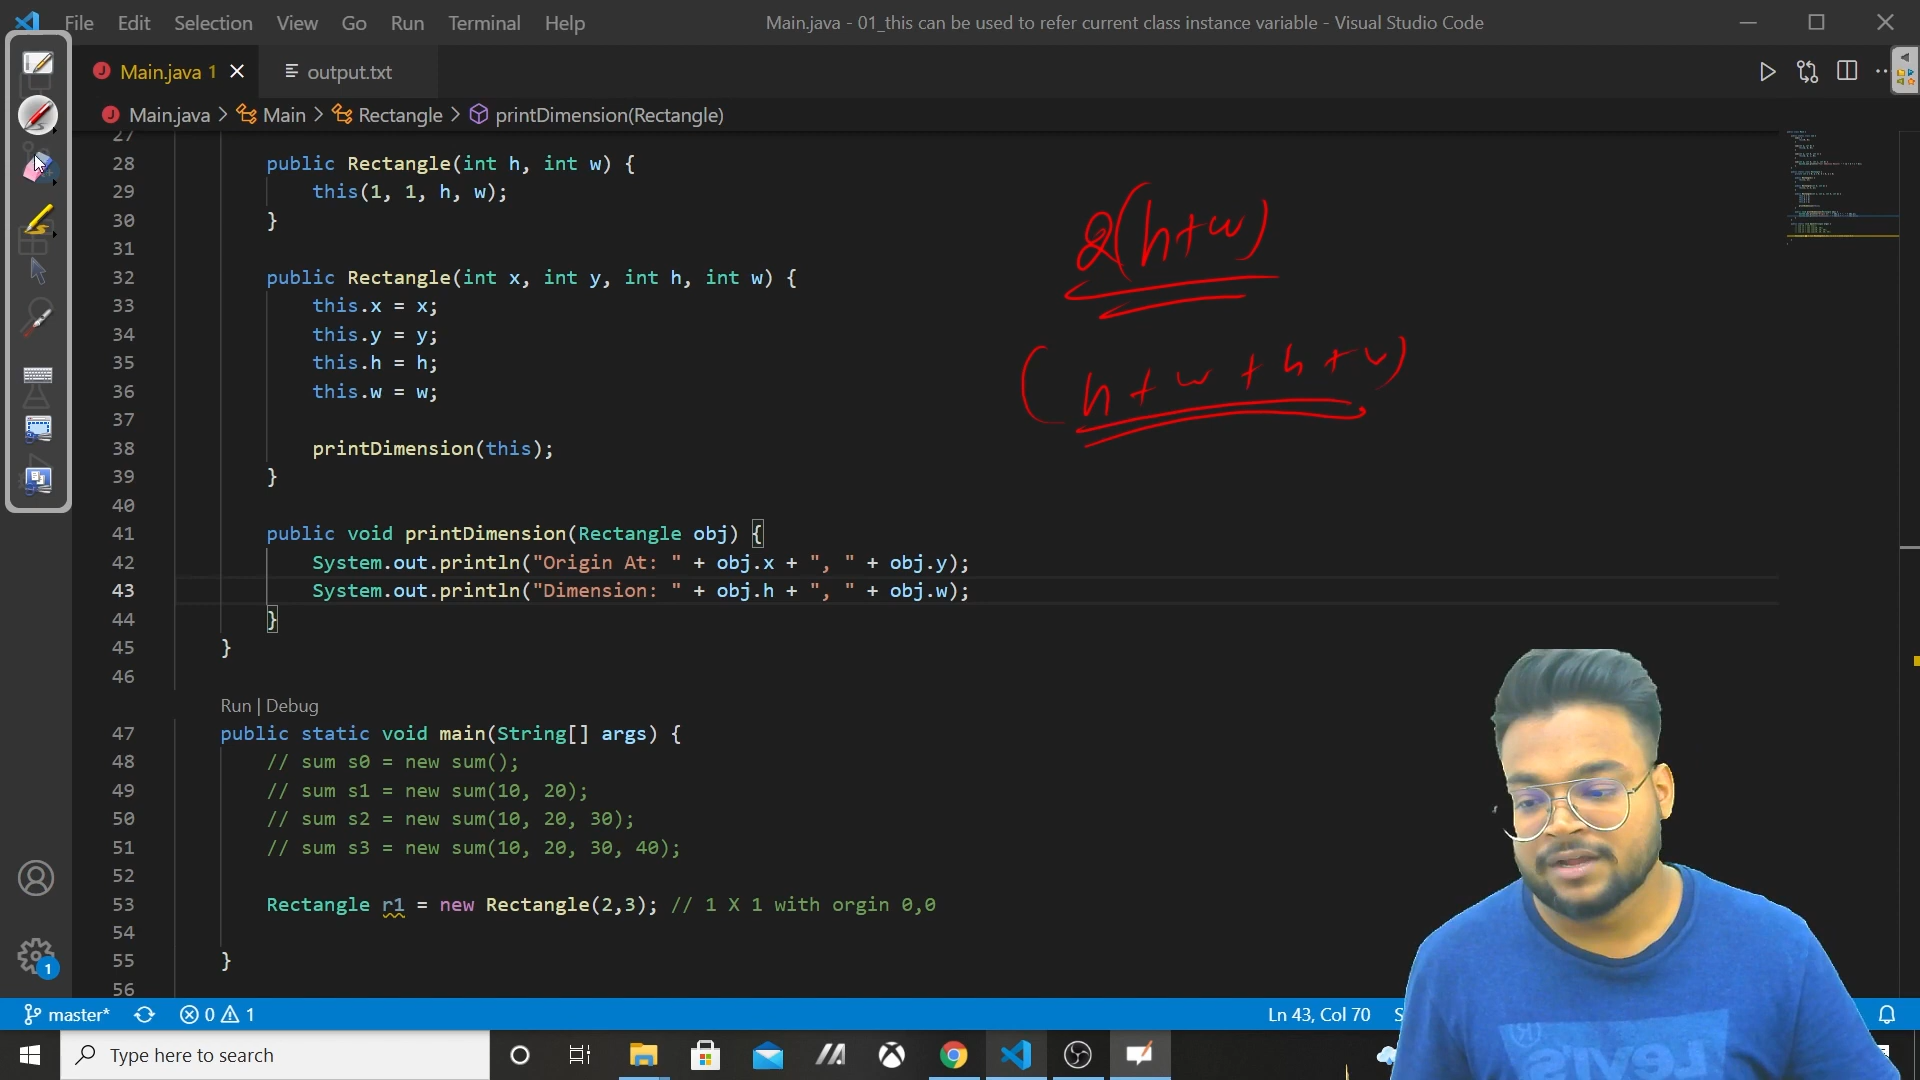 File Edit Selection View Go Run Terminal Help Main.java - 01_this can be used to refer current class instance variable - Visual Studio Code
Main.java 1 output.txt
Main.java > Main > Rectangle > printDimension(Rectangle)
27
28 public Rectangle(int h, int w) {
29 this(1, 1, h, w);
30 }
31
32 public Rectangle(int x, int y, int h, int w) {
33 this.x = x;
34 this.y = y;
35 this.h = h;
36 this.w = w;
37
38 printDimension(this);
39 }
40
41 public void printDimension(Rectangle obj) {
42 System.out.println("Origin At: " + obj.x + ", " + obj.y);
43 System.out.println("Dimension: " + obj.h + ", " + obj.w);
44 }
45 }
46
Run | Debug
47 public static void main(String[] args) {
48 // sum s0 = new sum();
49 // sum s1 = new sum(10, 20);
50 // sum s2 = new sum(10, 20, 30);
51 // sum s3 = new sum(10, 20, 30, 40);
52
53 Rectangle r1 = new Rectangle(2,3); // 1 X 1 with orgin 0,0
54
55 }
56
2(h+w)
(h+w+h+w)
1
master* 0 1 Ln 43, Col 70
Type here to search